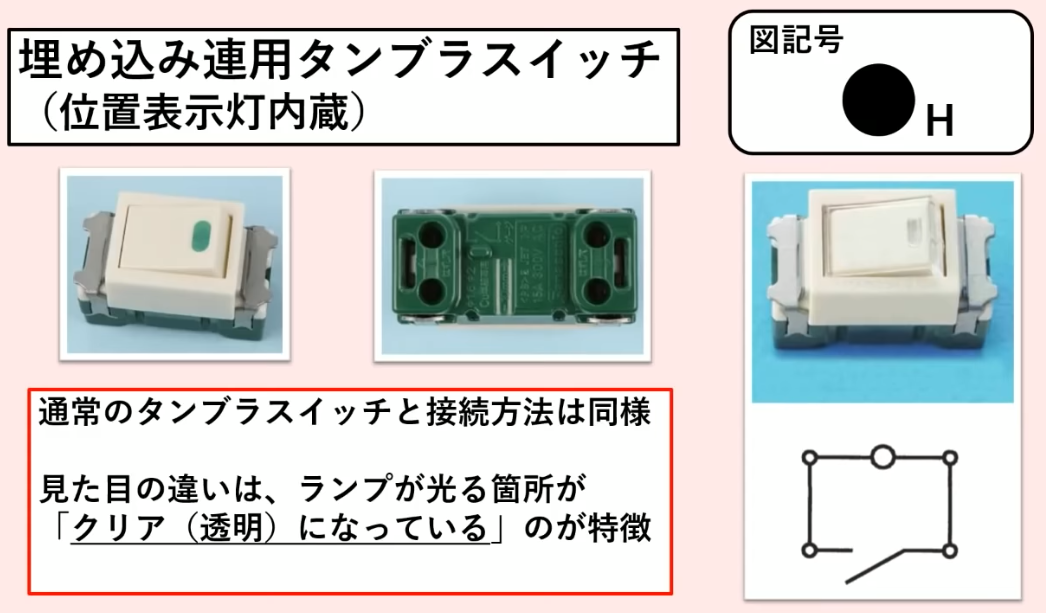 埋め込み連用タンブラスイッチ
（位置表示灯内蔵）
図記号
H
通常のタンブラスイッチと接続方法は同様
見た目の違いは、ランプが光る箇所が
「クリア（透明）になっている」のが特徴